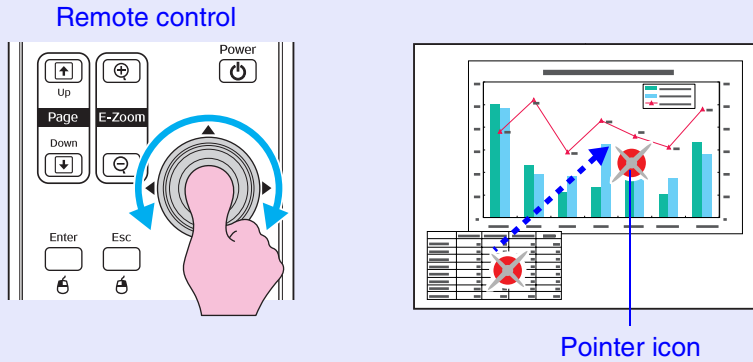 Remote control
Power
Up
Page
E-Zoom
Down
Enter
Esc
Pointer icon